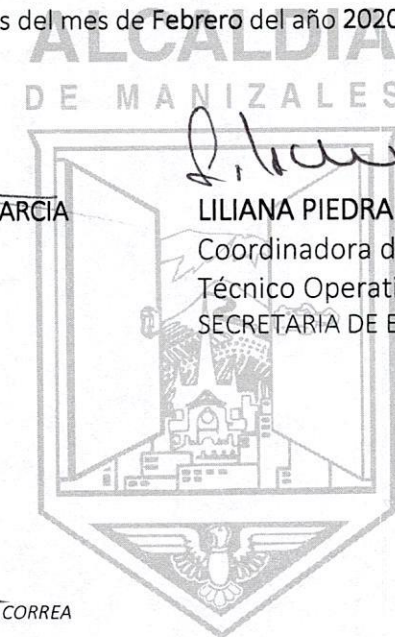 s del mes de Febrero del año 2020
ALCALDIA
DE MANIZALES
ARCIA
LILIANA PIEDRA
Coordinadora d
Técnico Operati
SECRETARIA DE E
CORREA